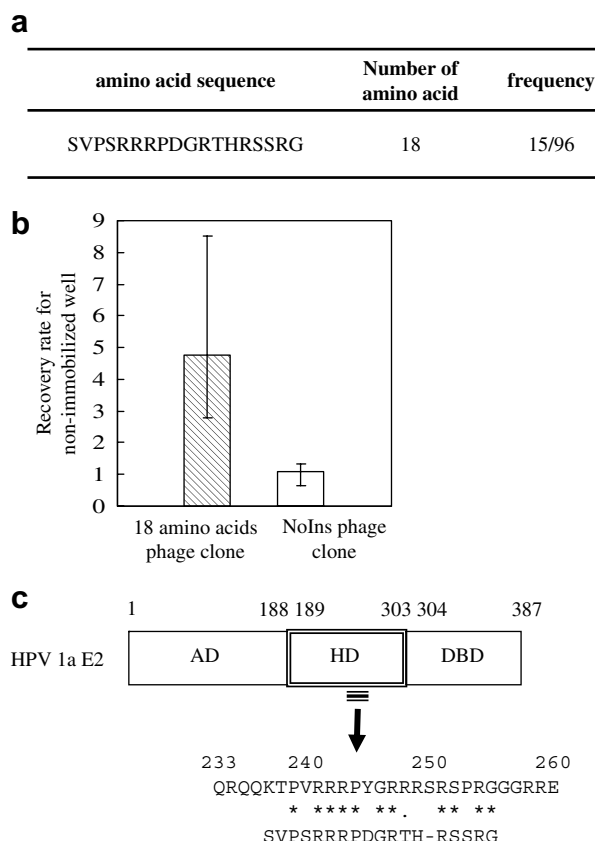 a
amino acid sequence Number of amino acid frequency
SVPSRRRPDGRTHRSSRG 18 15/96
b
Recovery rate for
non-immobilized well
9
8
7
6
5
4
3
2
1
0
18 amino acids
phage clone
NoIns phage
clone
c
1 188 189 303 304 387
HPV 1a E2 AD HD DBD
233 240 250 260
QRQQKTPVRRRPYGRRRSRSPRGGGRRE
* **** **. ** **
SVPSRRRPDGRTH-RSSRG